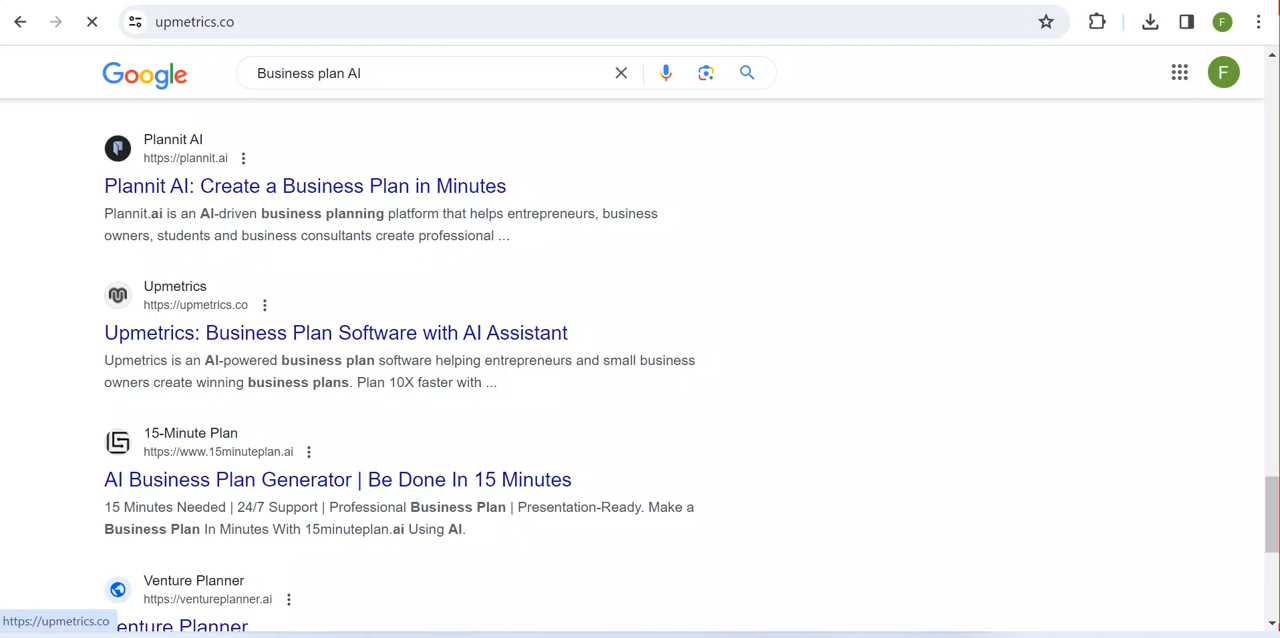 upmetrics.co
F
Google
Business plan AI
F
Plannit AI
https://plannit.ai
Plannit AI: Create a Business Plan in Minutes
Plannit.ai is an AI-driven business planning platform that helps entrepreneurs, business
owners, students and business consultants create professional ...
Upmetrics
https://upmetrics.co
Upmetrics: Business Plan Software with AI Assistant
Upmetrics is an AI-powered business plan software helping entrepreneurs and small business
owners create winning business plans. Plan 10X faster with ...
15-Minute Plan
https://www.15minuteplan.ai
AI Business Plan Generator | Be Done In 15 Minutes
15 Minutes Needed | 24/7 Support | Professional Business Plan | Presentation-Ready. Make a
Business Plan In Minutes With 15minuteplan.ai Using AI.
Venture Planner
https://ventureplanner.ai
https://upmetrics.co
enture Planner